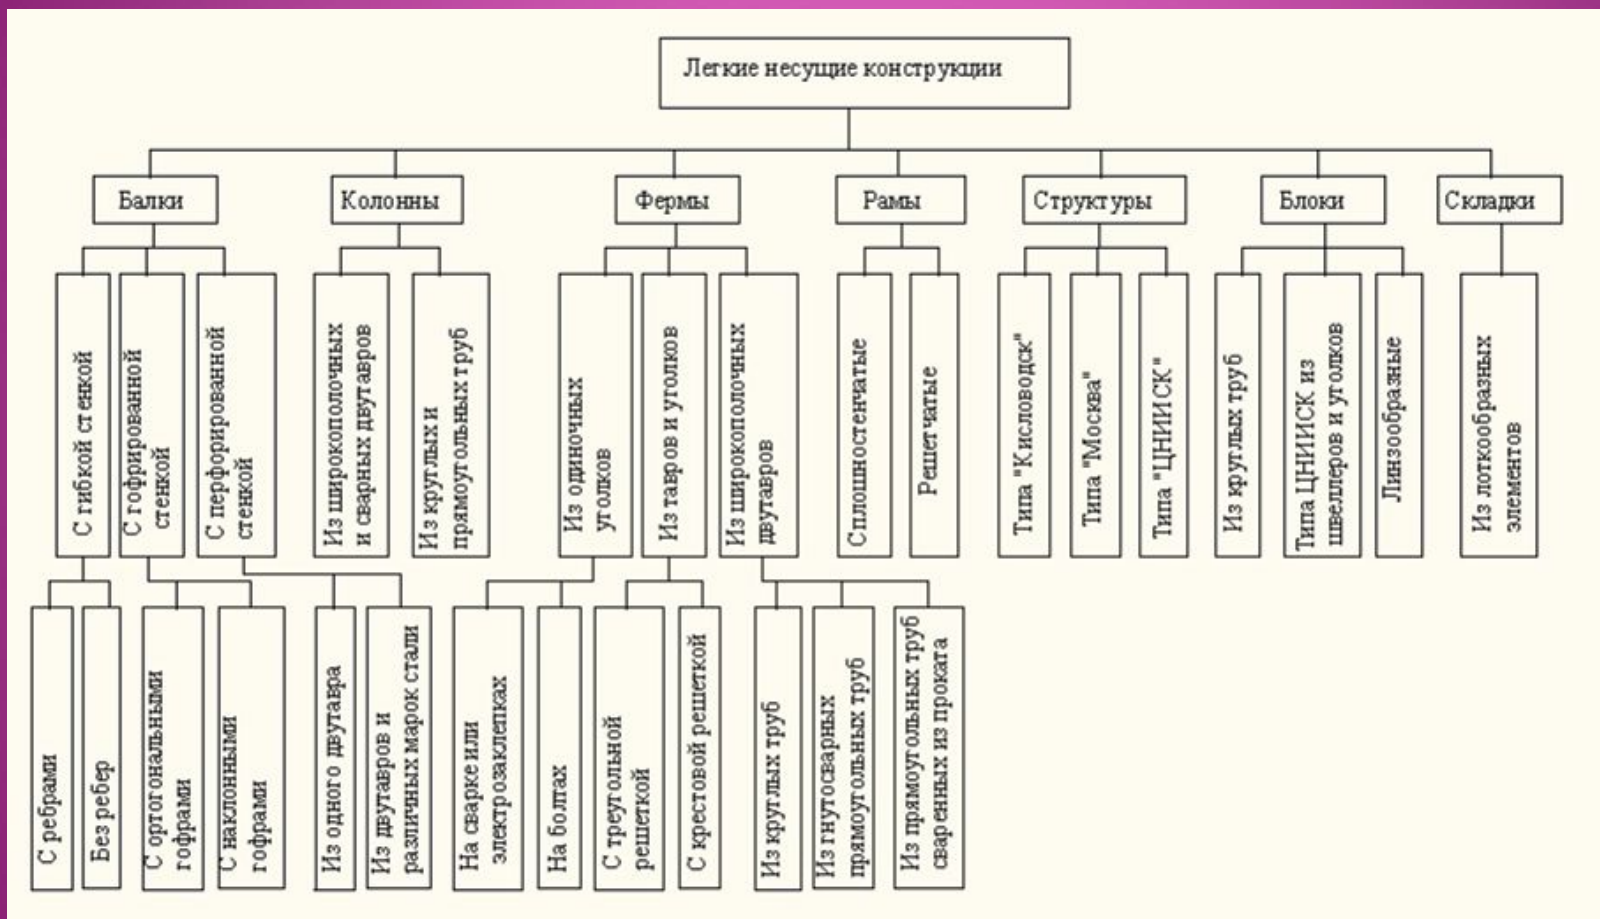 Легкие несущие конструкции
Балки
Колонны
Фермы
Рамы
Структуры
Блоки
Складки
С гибкой стенкой
С гофрированной
стенкой
С перфорированной
стенкой
Из широкополочных
и сварных двутавров
Из круглых и
прямоугольных труб
Из одиночных
уголков
Из тавров и уголков
Из широкополочных
двутавров
Сплошностенчатые
Решетчатые
Типа "Кисловодск"
Типа "Москва"
Типа "ЦНИИСК"
Из круглых труб
Типа ЦНИИСК из
швеллеров и уголков
Линзообразные
Из лоткообразных
элементов
С ребрами
Без ребер
С ортогональными
гофрами
С наклонными
гофрами
Из одного двутавра
Из двутавров и
различных марок стали
На сварке или
электрозаклепках
На болтах
С треугольной
решеткой
С крестовой решеткой
Из круглых труб
Из гнутосварных
прямоугольных труб
Из прямоугольных труб
сваренных из проката